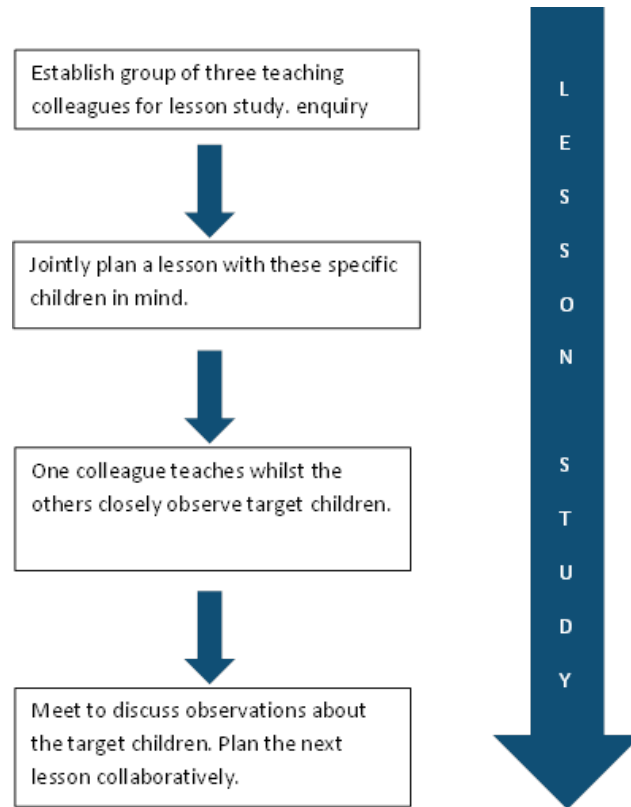 Establish group of three teaching
colleagues for lesson study. enquiry
Jointly plan a lesson with these specific
children in mind.
One colleague teaches whilst the
others closely observe target children.
Meet to discuss observations about
the target children. Plan the next
lesson collaboratively.
L
E
S
S
O
N
S
T
U
D
Y